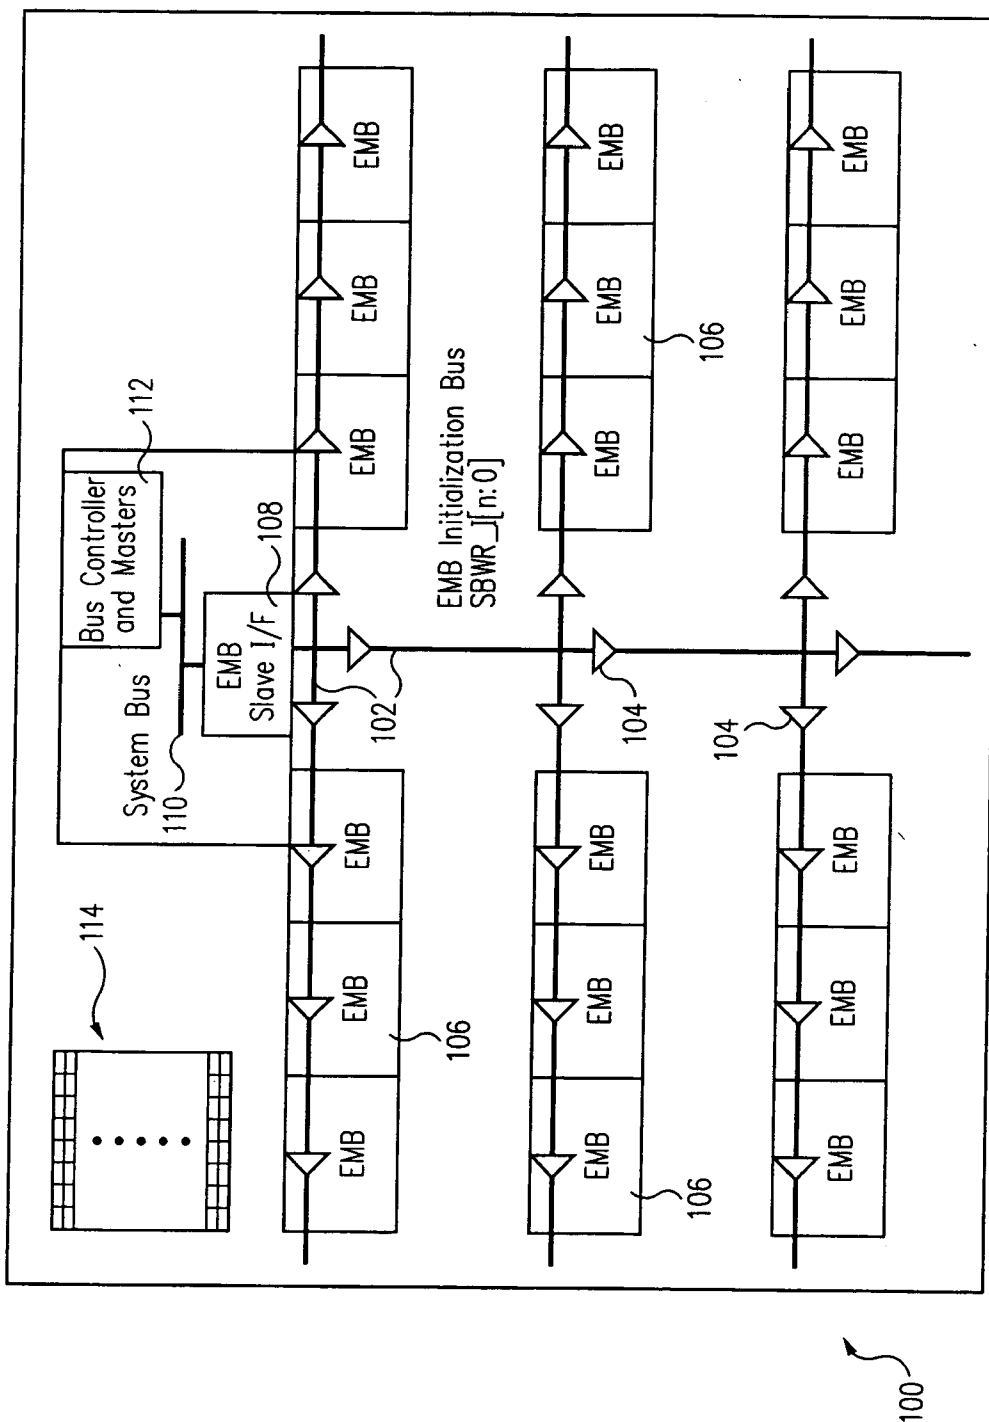 114
System Bus
110
Bus Controller
and Masters
112
EMB
Slave I/F
108
EMB
EMB
EMB
EMB
EMB
EMB
106
102
EMB Initialization Bus
SBWR_I[n:0]
EMB
EMB
EMB
EMB
EMB
EMB
106
104
106
104
EMB
EMB
EMB
EMB
EMB
EMB
100